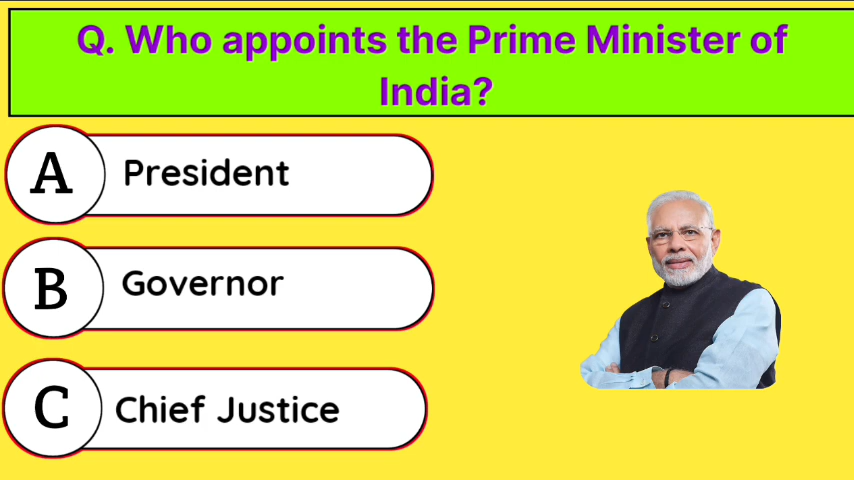 Q. Who appoints the Prime Minister of
India?
A President
B Governor
C Chief Justice